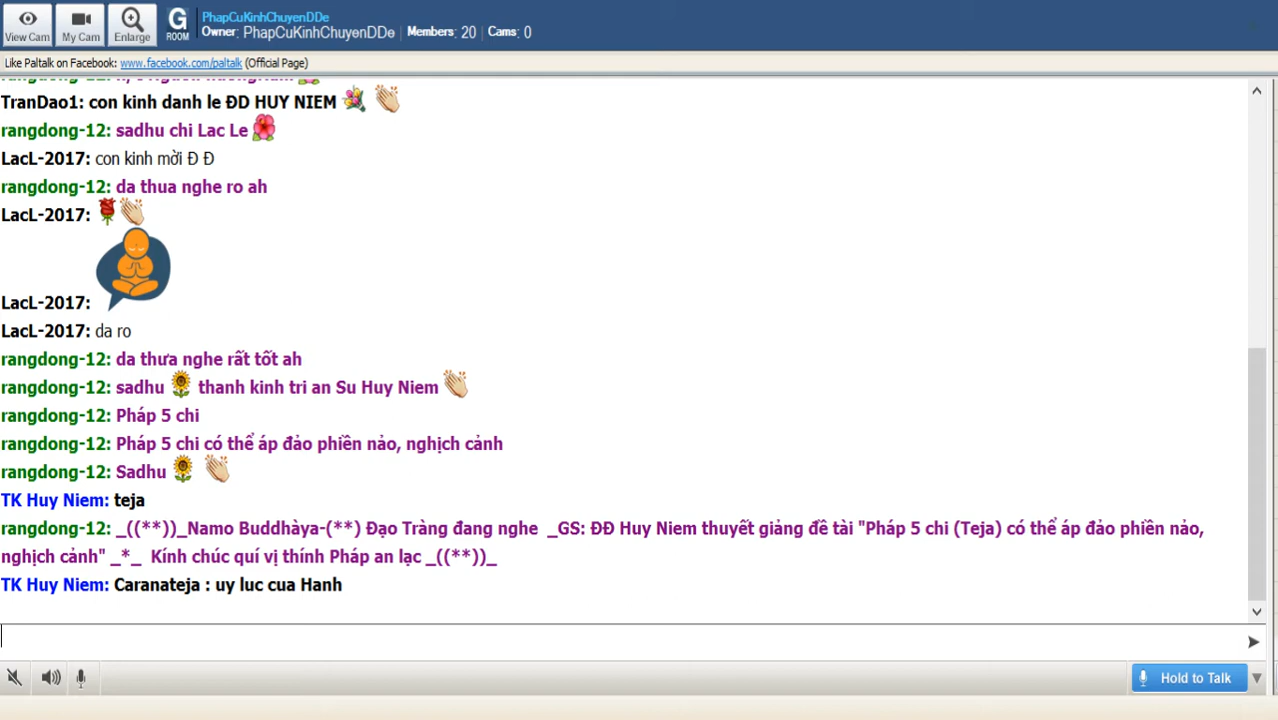 View Cam
My Cam
Enlarge
G
ROOM
PhapCuKinhChuyenDDe
Owner: PhapCuKinhChuyenDDe Members: 20 Cams: 0
Like Paltalk on Facebook: www.facebook.com/paltalk (Official Page)
TranDao1: con kinh danh le ĐD HUY NIEM
rangdong-12: sadhu chi Lac Le
LacL-2017: con kinh mời Đ Đ
rangdong-12: da thua nghe ro ah
LacL-2017:
LacL-2017:
LacL-2017: da ro
rangdong-12: da thưa nghe rất tốt ah
rangdong-12: sadhu thanh kinh tri an Su Huy Niem
rangdong-12: Pháp 5 chi
rangdong-12: Pháp 5 chi có thể áp đảo phiền nảo, nghịch cảnh
rangdong-12: Sadhu
TK Huy Niem: teja
rangdong-12: _((**))_Namo Buddhàya-(**) Đạo Tràng đang nghe _GS: ĐĐ Huy Niem thuyết giảng đề tài "Pháp 5 chi (Teja) có thể áp đảo phiền nảo,
nghịch cảnh" _*_ Kính chúc quí vị thính Pháp an lạc _((**))_
TK Huy Niem: Caranateja : uy luc cua Hanh
Hold to Talk